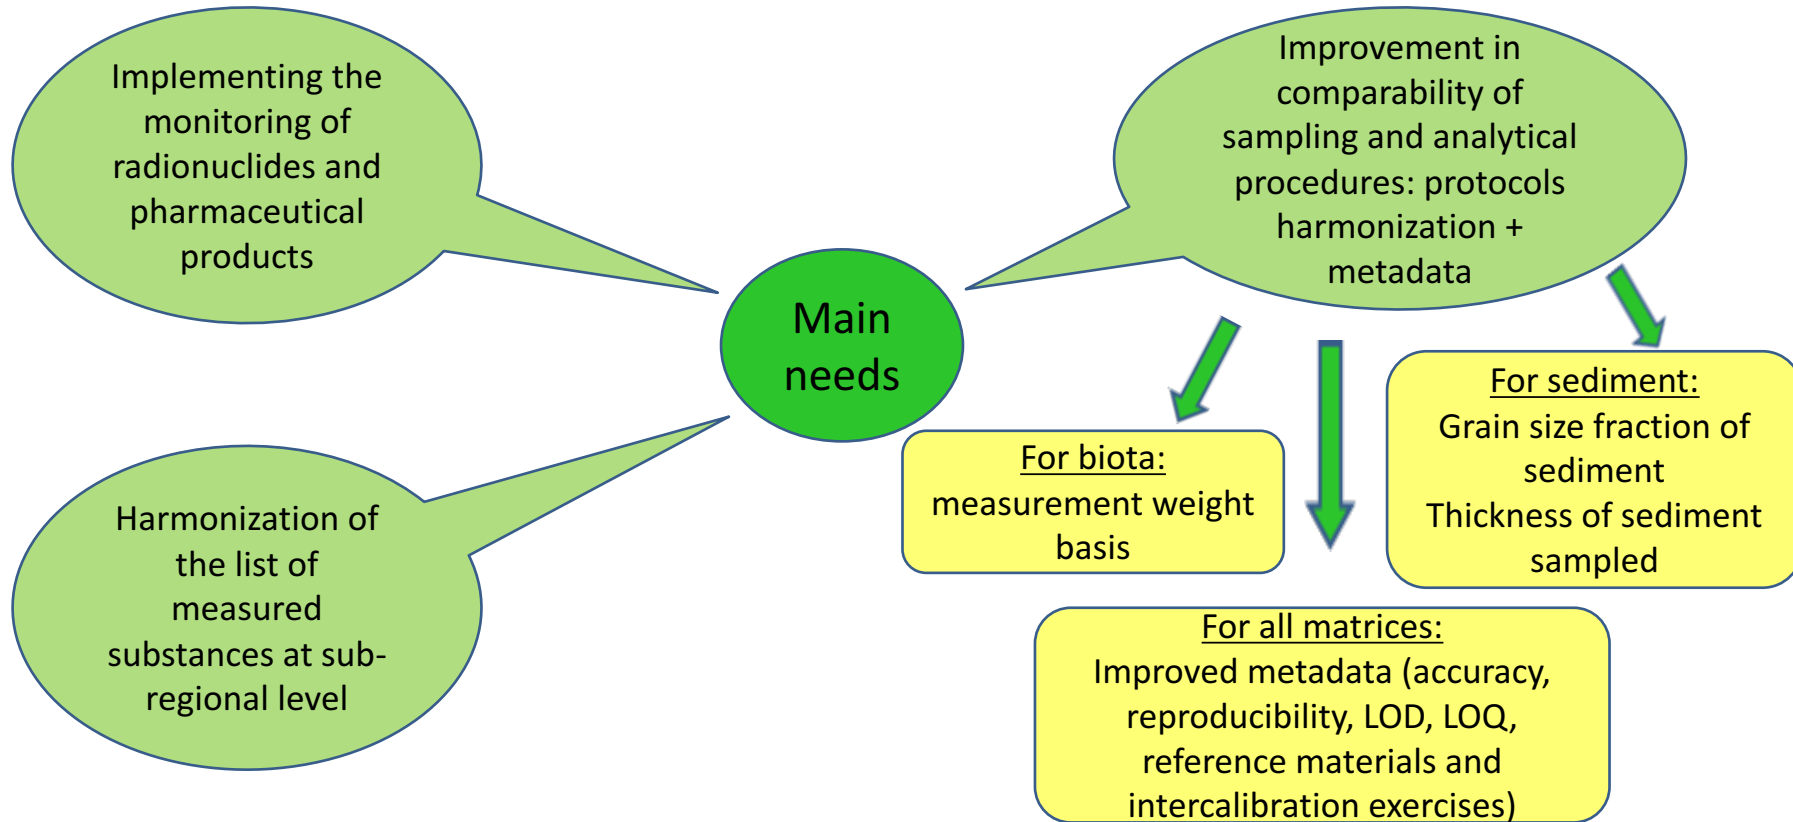 Implementing the
monitoring of
radionuclides and
pharmaceutical
products
Improvement in
comparability of
sampling and analytical
procedures: protocols
harmonization +
metadata
Main
needs
Harmonization of
the list of
measured
substances at sub-
regional level
For biota:
measurement weight
basis
For sediment:
Grain size fraction of
sediment
Thickness of sediment
sampled
For all matrices:
Improved metadata (accuracy,
reproducibility, LOD, LOQ,
reference materials and
intercalibration exercises)